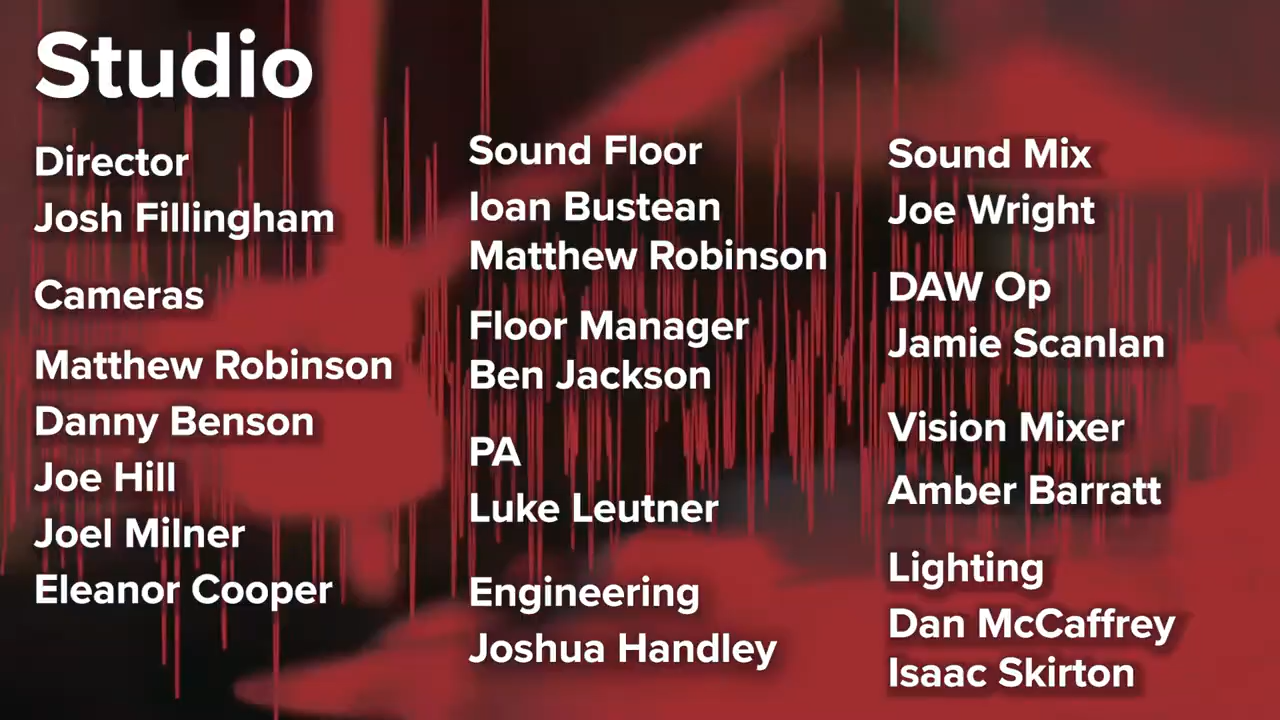 Studio
Director
Josh Fillingham
Cameras
Matthew Robinson
Danny Benson
Joe Hill
Joel Milner
Eleanor Cooper
Sound Floor
Ioan Bustean
Matthew Robinson
Floor Manager
Ben Jackson
PA
Luke Leutner
Engineering
Joshua Handley
Sound Mix
Joe Wright
DAW Op
Jamie Scanlan
Vision Mixer
Amber Barratt
Lighting
Dan McCaffrey
Isaac Skirton